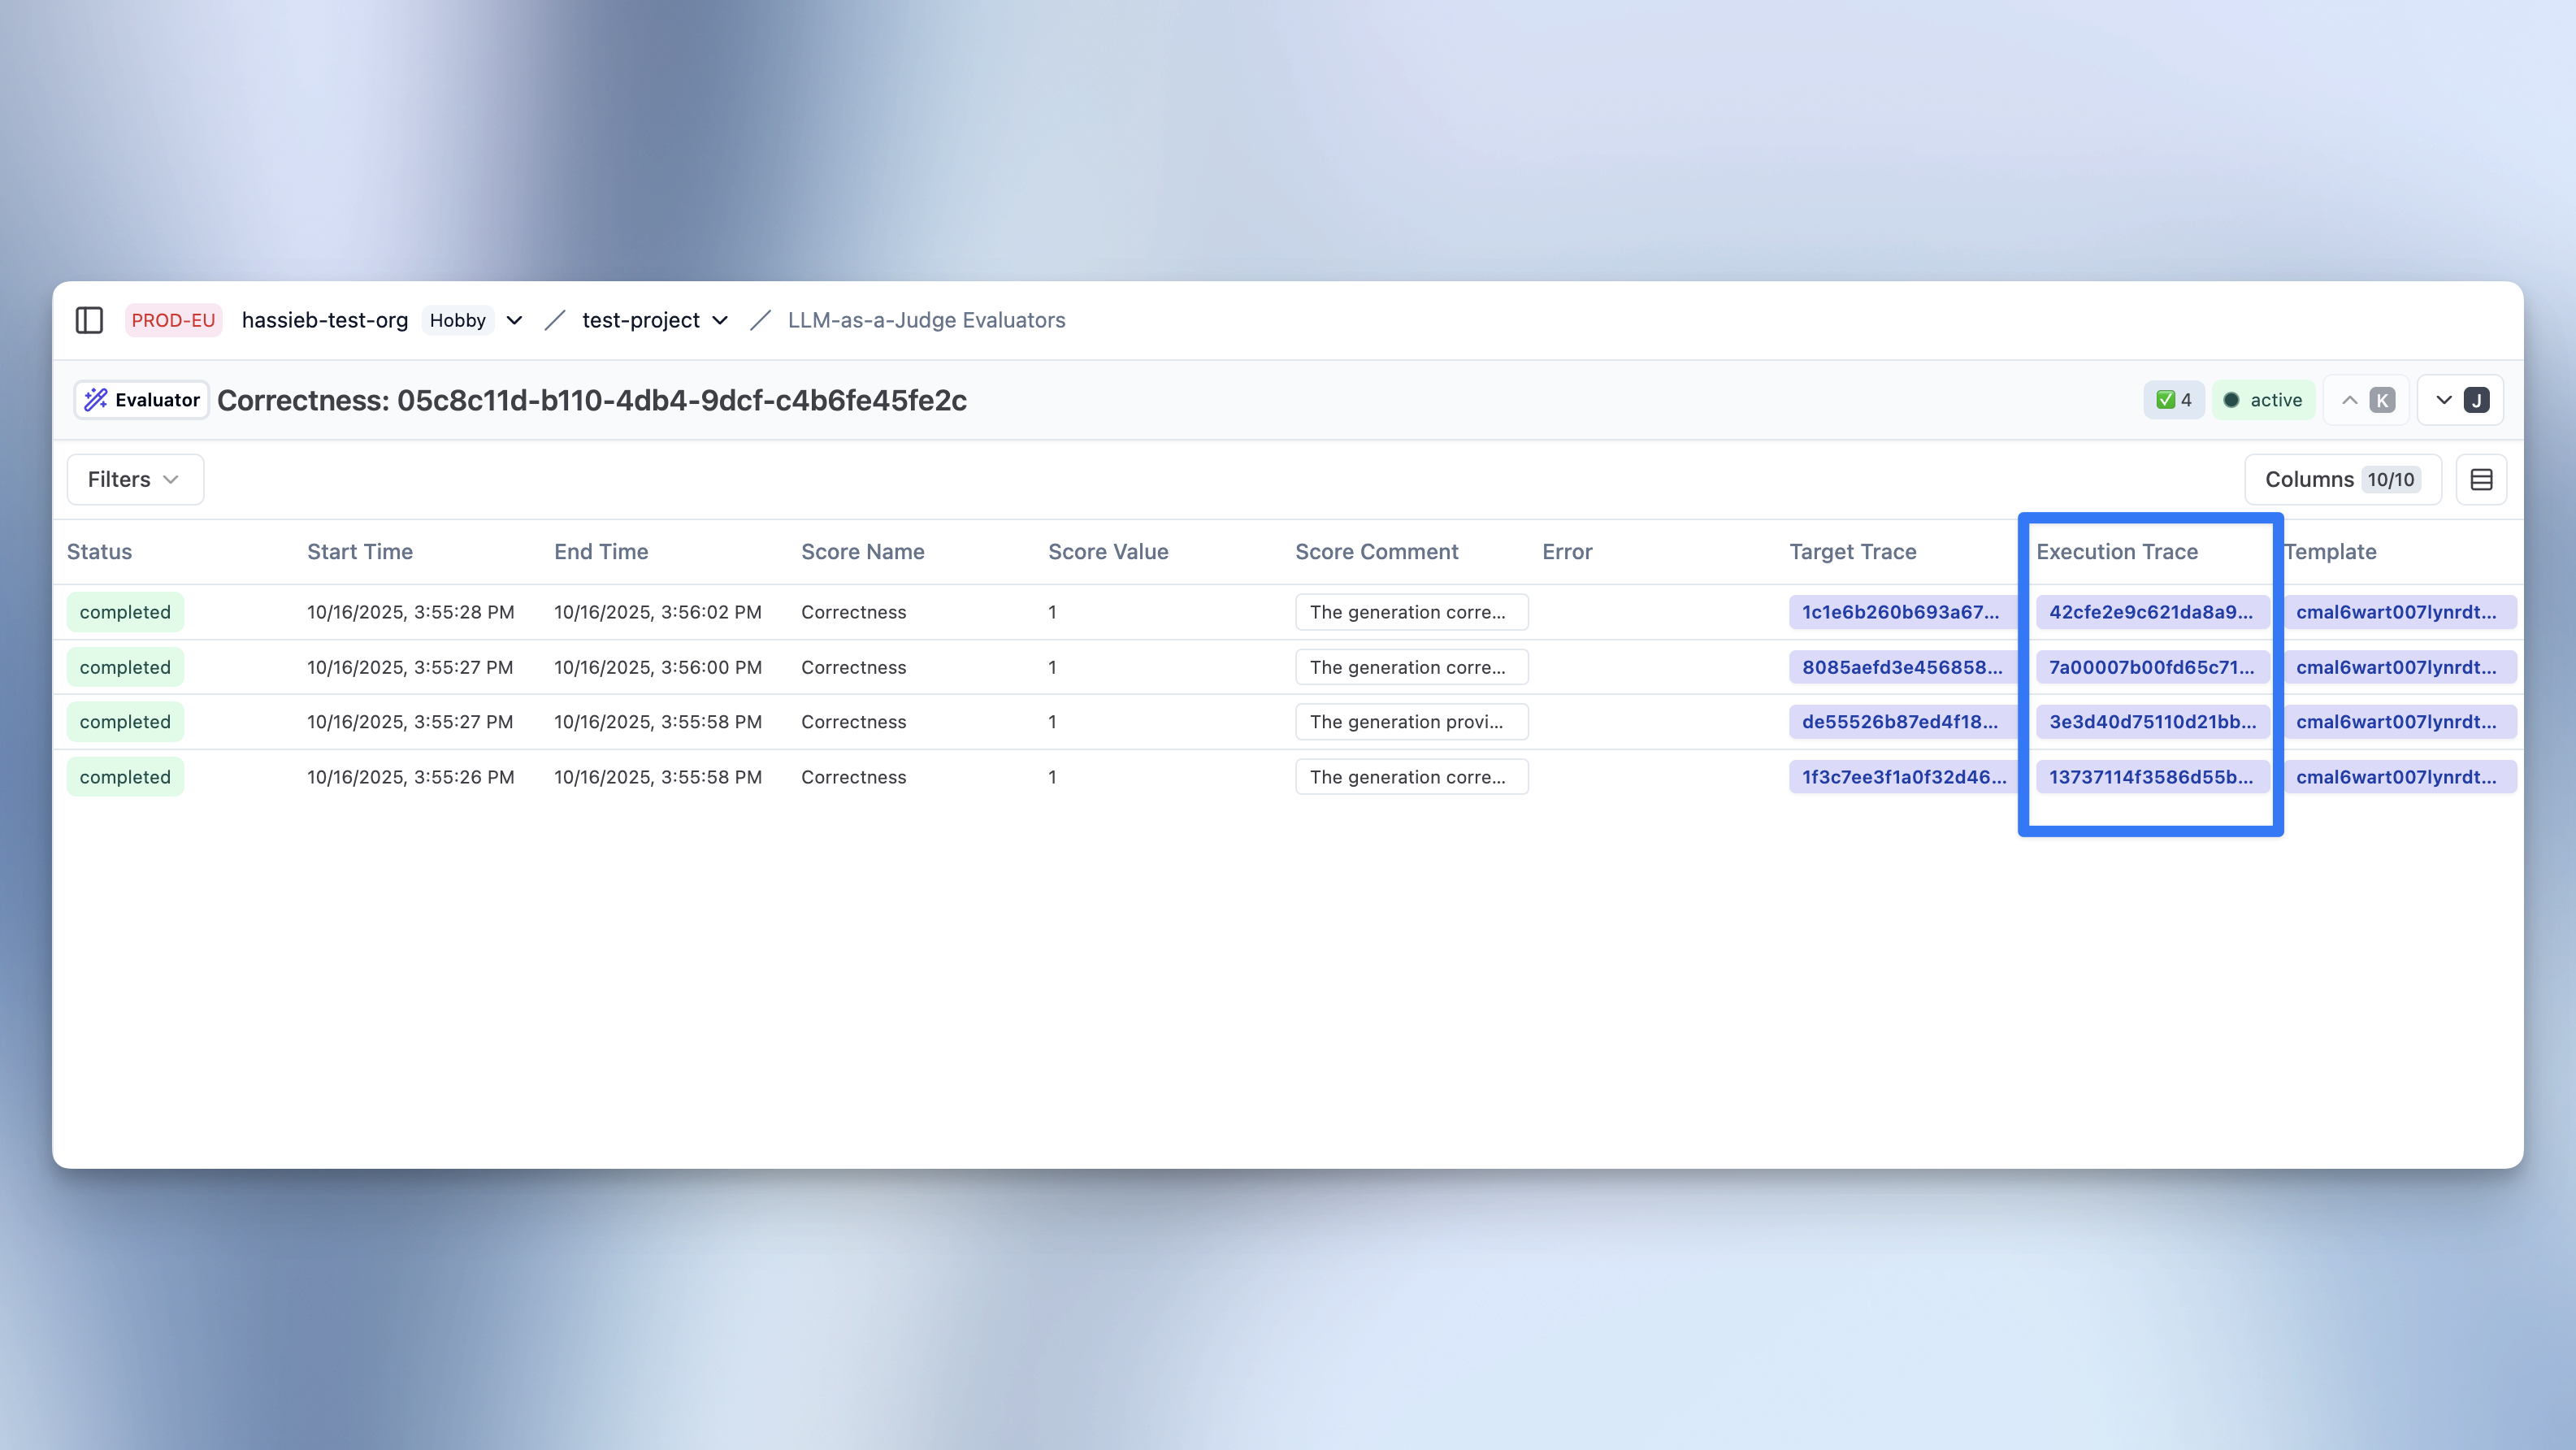 PROD-EU hassieb-test-org Hobby / test-project / LLM-as-a-Judge Evaluators
Evaluator Correctness: 05c8c11d-b110-4db4-9dcf-c4b6fe45fe2c ✅ 4 active K J
Filters Columns 10/10
Status Start Time End Time Score Name Score Value Score Comment Error Target Trace Execution Trace Template
completed 10/16/2025, 3:55:28 PM 10/16/2025, 3:56:02 PM Correctness 1 The generation corre... 1c1e6b260b693a67... 42cfe2e9c621da8a9... cmal6wart007lynrdt...
completed 10/16/2025, 3:55:27 PM 10/16/2025, 3:56:00 PM Correctness 1 The generation corre... 8085aefd3e456858... 7a00007b00fd65c71... cmal6wart007lynrdt...
completed 10/16/2025, 3:55:27 PM 10/16/2025, 3:55:58 PM Correctness 1 The generation provi... de55526b87ed4f18... 3e3d40d75110d21bb... cmal6wart007lynrdt...
completed 10/16/2025, 3:55:26 PM 10/16/2025, 3:55:58 PM Correctness 1 The generation corre... 1f3c7ee3f1a0f32d46... 13737114f3586d55b... cmal6wart007lynrdt...